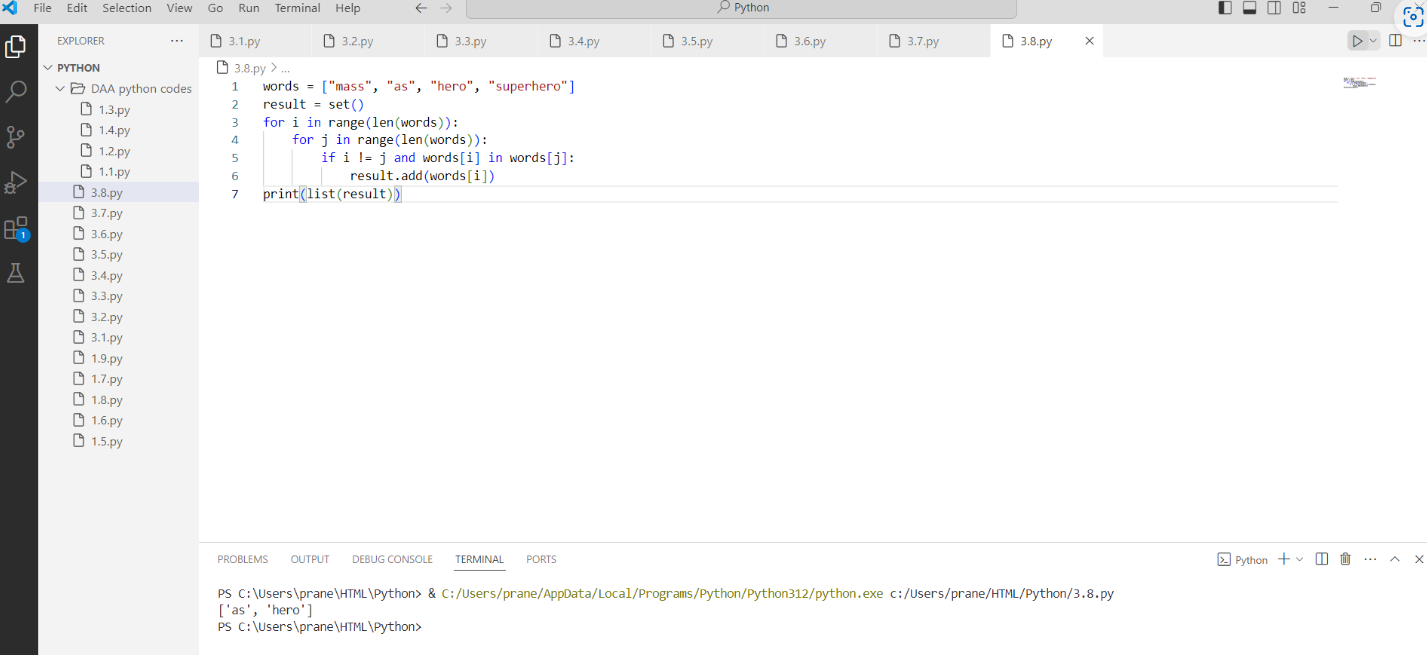 File Edit Selection View Go Run Terminal Help Python
EXPLORER
PYTHON
DAA python codes
1.3.py
1.4.py
1.2.py
1.1.py
3.8.py
3.7.py
3.6.py
3.5.py
3.4.py
3.3.py
3.2.py
3.1.py
1.9.py
1.7.py
1.8.py
1.6.py
1.5.py
1
3.1.py 3.2.py 3.3.py 3.4.py 3.5.py 3.6.py 3.7.py 3.8.py
3.8.py > ...
1 words = ["mass", "as", "hero", "superhero"]
2 result = set()
3 for i in range(len(words)):
4 for j in range(len(words)):
5 if i != j and words[i] in words[j]:
6 result.add(words[i])
7 print(list(result))
PROBLEMS OUTPUT DEBUG CONSOLE TERMINAL PORTS Python
PS C:\Users\prane\HTML\Python> & C:/Users/prane/AppData/Local/Programs/Python/Python312/python.exe c:/Users/prane/HTML/Python/3.8.py
['as', 'hero']
PS C:\Users\prane\HTML\Python>